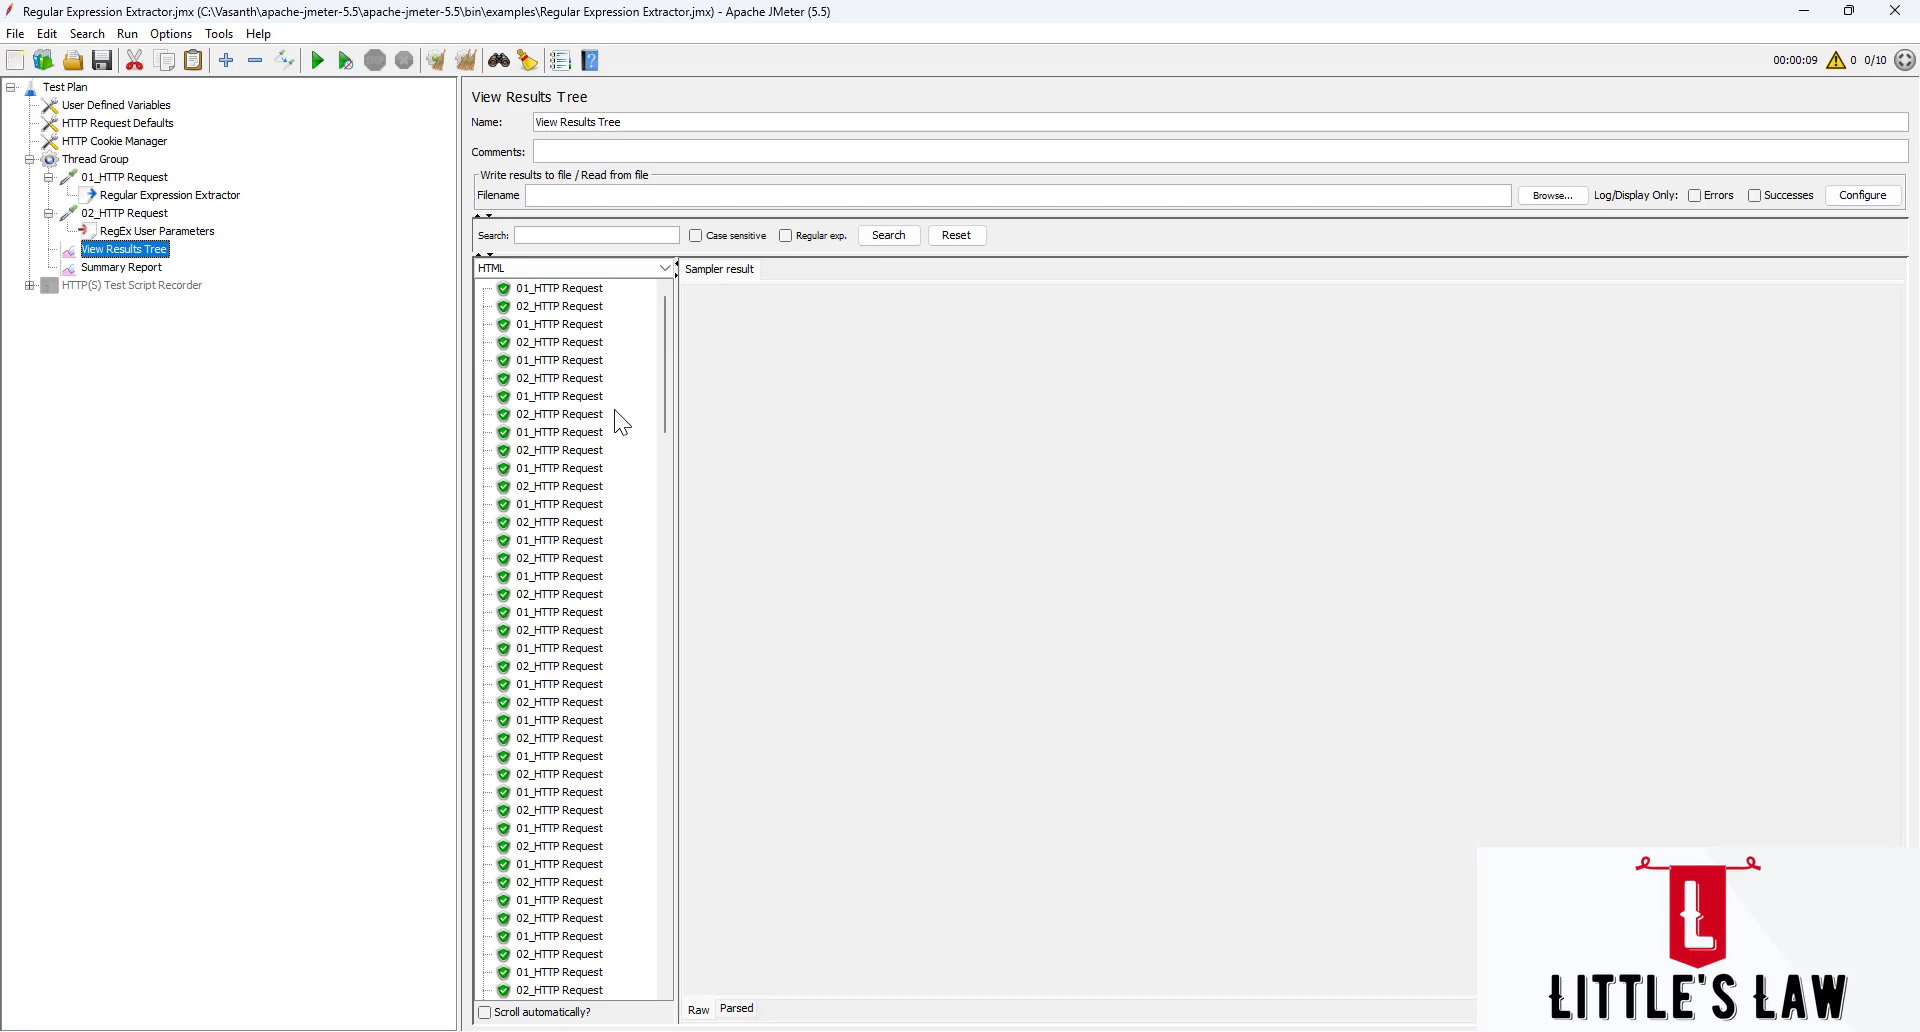 Regular Expression Extractor.jmx (C:\Vasanth\apache-jmeter-5.5\apache-jmeter-5.5\bin\examples\Regular Expression Extractor.jmx) - Apache JMeter (5.5)
File Edit Search Run Options Tools Help
00:00:09 0 0/10
Test Plan
User Defined Variables
HTTP Request Defaults
HTTP Cookie Manager
Thread Group
01_HTTP Request
Regular Expression Extractor
02_HTTP Request
RegEx User Parameters
View Results Tree
Summary Report
HTTP(S) Test Script Recorder
View Results Tree
Name: View Results Tree
Comments:
Write results to file / Read from file
Filename Browse... Log/Display Only: Errors Successes Configure
Search: Case sensitive Regular exp. Search Reset
HTML
Sampler result
01_HTTP Request
02_HTTP Request
01_HTTP Request
02_HTTP Request
01_HTTP Request
02_HTTP Request
01_HTTP Request
02_HTTP Request
01_HTTP Request
02_HTTP Request
01_HTTP Request
02_HTTP Request
01_HTTP Request
02_HTTP Request
01_HTTP Request
02_HTTP Request
01_HTTP Request
02_HTTP Request
01_HTTP Request
02_HTTP Request
01_HTTP Request
02_HTTP Request
01_HTTP Request
02_HTTP Request
01_HTTP Request
02_HTTP Request
01_HTTP Request
02_HTTP Request
01_HTTP Request
02_HTTP Request
01_HTTP Request
02_HTTP Request
01_HTTP Request
02_HTTP Request
01_HTTP Request
02_HTTP Request
01_HTTP Request
02_HTTP Request
01_HTTP Request
02_HTTP Request
Scroll automatically?
Raw Parsed
L
LITTLE'S LAW